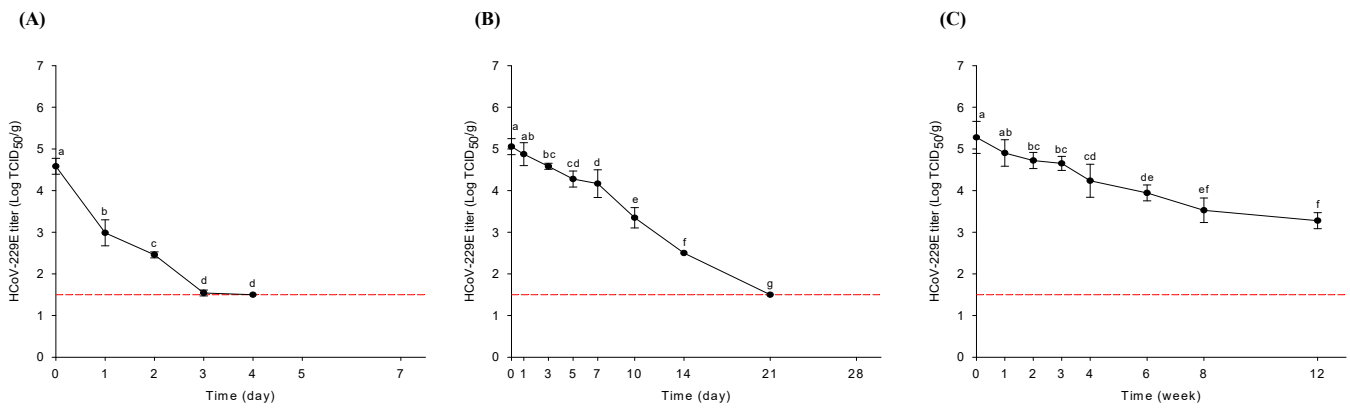 (A)
HCoV-229E titer (Log TCID50/g)
7
6
5
4
3
2
1
0
a
b
c
d
d
0 1 2 3 4 5 7
Time (day)
(B)
HCoV-229E titer (Log TCID50/g)
7
6
5
4
3
2
1
0
a
ab
bc
cd
d
e
f
g
0 1 3 5 7 10 14 21 28
Time (day)
(C)
HCoV-229E titer (Log TCID50/g)
7
6
5
4
3
2
1
0
a
ab
bc
bc
cd
de
ef
f
0 1 2 3 4 6 8 12
Time (week)